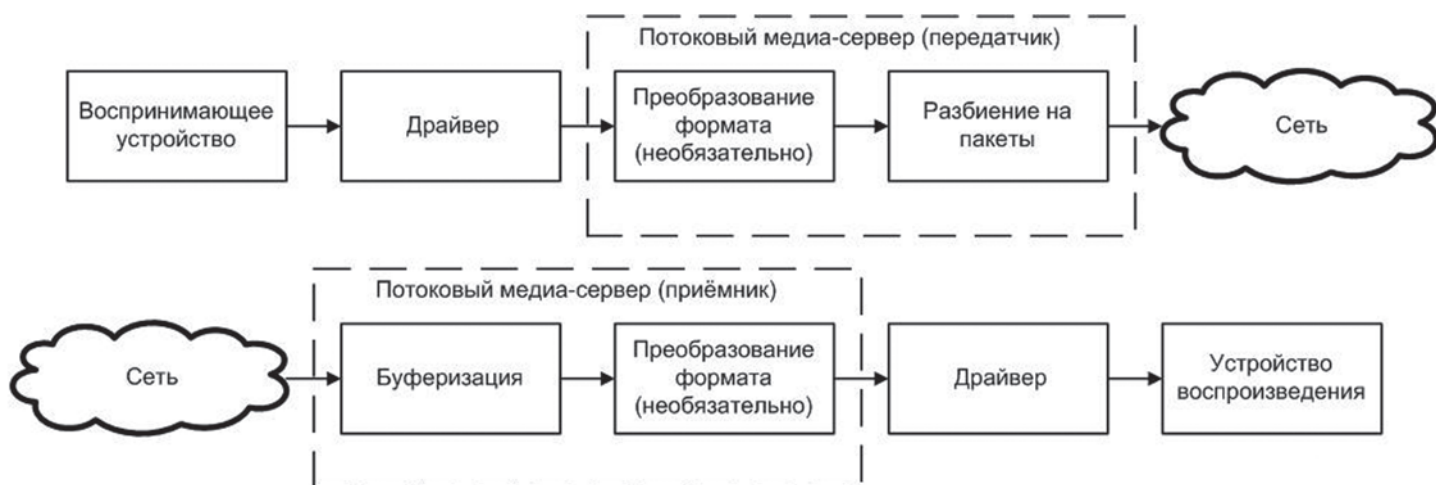 Потоковый медиа-сервер (передатчик)
Воспринимающее
устройство
Драйвер
Преобразование
формата
(необязательно)
Разбиение на
пакеты
Сеть
Потоковый медиа-сервер (приёмник)
Сеть
Буферизация
Преобразование
формата
(необязательно)
Драйвер
Устройство
воспроизведения